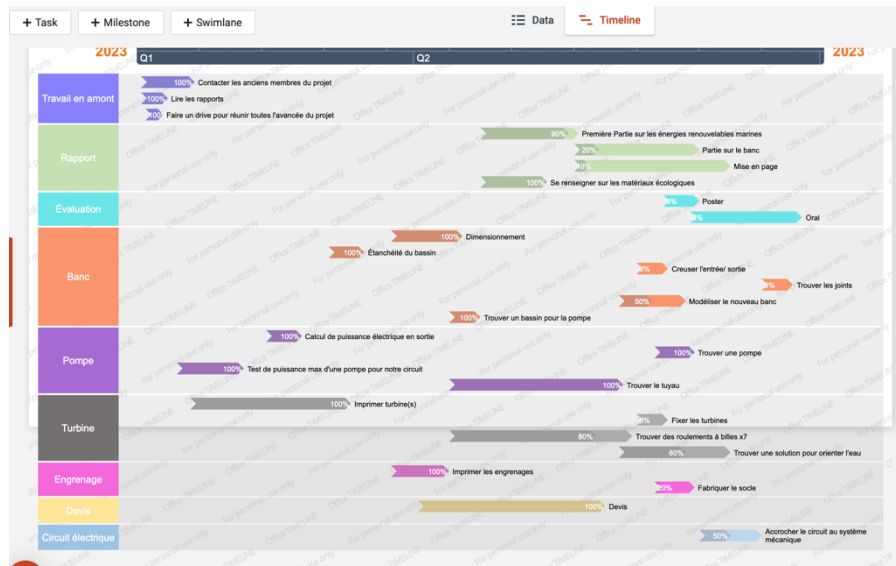 + Task
+ Milestone
+ Swimlane
Data
Timeline
2023
Q1
Q2
2023
Travail en amont
100% Contacter les anciens membres du projet
100% Lire les rapports
100 Faire un drive pour réunir toutes l'avancée du projet
Rapport
90% Première Partie sur les énergies renouvelables marines
20% Partie sur le banc
Mise en page
100% Se renseigner sur les matériaux écologiques
Évaluation
Poster
Oral
Banc
100% Dimensionnement
100% Étanchéité du bassin
Creuser l'entrée/ sortie
Trouver les joints
50% Modéliser le nouveau banc
100% Trouver un bassin pour la pompe
Pompe
100% Calcul de puissance électrique en sortie
100% Trouver une pompe
100% Test de puissance max d'une pompe pour notre circuit
100% Trouver le tuyau
Turbine
100% Imprimer turbine(s)
Fixer les turbines
80% Trouver des roulements à billes x7
60% Trouver une solution pour orienter l'eau
Engrenage
100% Imprimer les engrenages
20% Fabriquer le socle
Devis
100% Devis
Circuit électrique
50% Accrocher le circuit au système
mécanique
For personal use only
Office TIMELINE